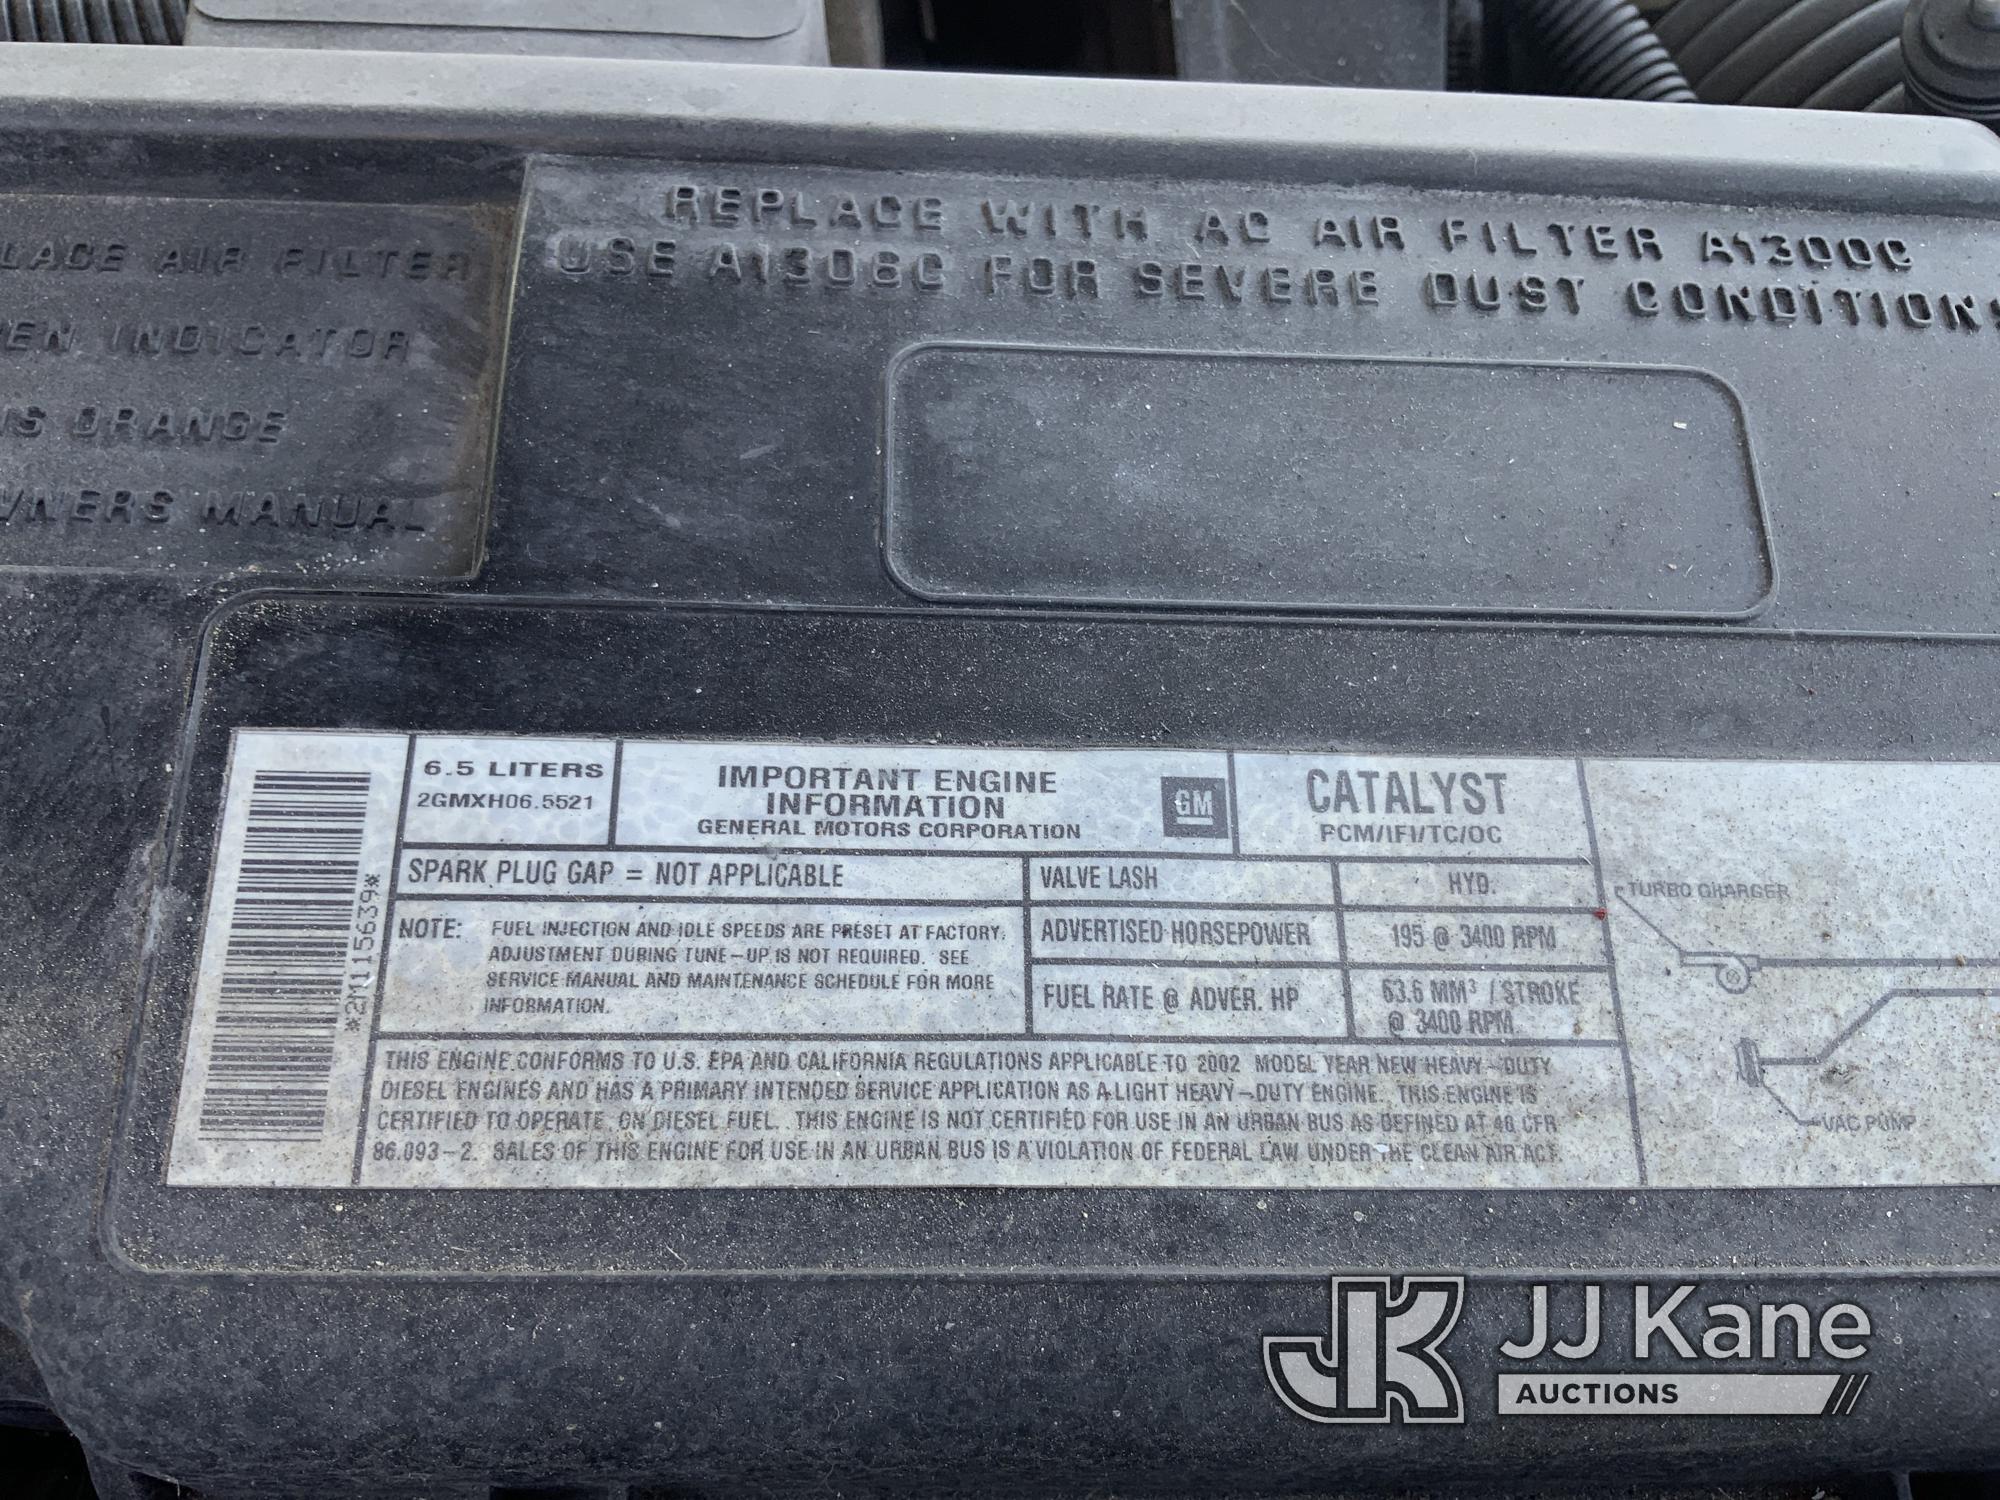 REPLACE WITH AC AIR FILTER A1300C
USE A1306C FOR SEVERE DUST CONDITIONS
LACE AIR FILTER
EN INDICATOR
NS ORANGE
WNERS MANUAL
*2M115639*
6.5 LITERS
2GMXH06.5521
IMPORTANT ENGINE
INFORMATION
GENERAL MOTORS CORPORATION
GM
CATALYST
PCM/IFI/TC/OC
SPARK PLUG GAP = NOT APPLICABLE
VALVE LASH HYD.
NOTE: FUEL INJECTION AND IDLE SPEEDS ARE PRESET AT FACTORY.
ADJUSTMENT DURING TUNE-UP IS NOT REQUIRED. SEE
SERVICE MANUAL AND MAINTENANCE SCHEDULE FOR MORE
INFORMATION.
ADVERTISED HORSEPOWER 195 @ 3400 RPM
FUEL RATE @ ADVER. HP 63.6 MM³ / STROKE
@ 3400 RPM
THIS ENGINE CONFORMS TO U.S. EPA AND CALIFORNIA REGULATIONS APPLICABLE TO 2002 MODEL YEAR NEW HEAVY-DUTY
DIESEL ENGINES AND HAS A PRIMARY INTENDED SERVICE APPLICATION AS A LIGHT HEAVY-DUTY ENGINE. THIS ENGINE IS
CERTIFIED TO OPERATE ON DIESEL FUEL. THIS ENGINE IS NOT CERTIFIED FOR USE IN AN URBAN BUS AS DEFINED AT 40 CFR
86.093-2. SALES OF THIS ENGINE FOR USE IN AN URBAN BUS IS A VIOLATION OF FEDERAL LAW UNDER THE CLEAN AIR ACT.
TURBO CHARGER
VAC PUMP
JK
JJ Kane
AUCTIONS